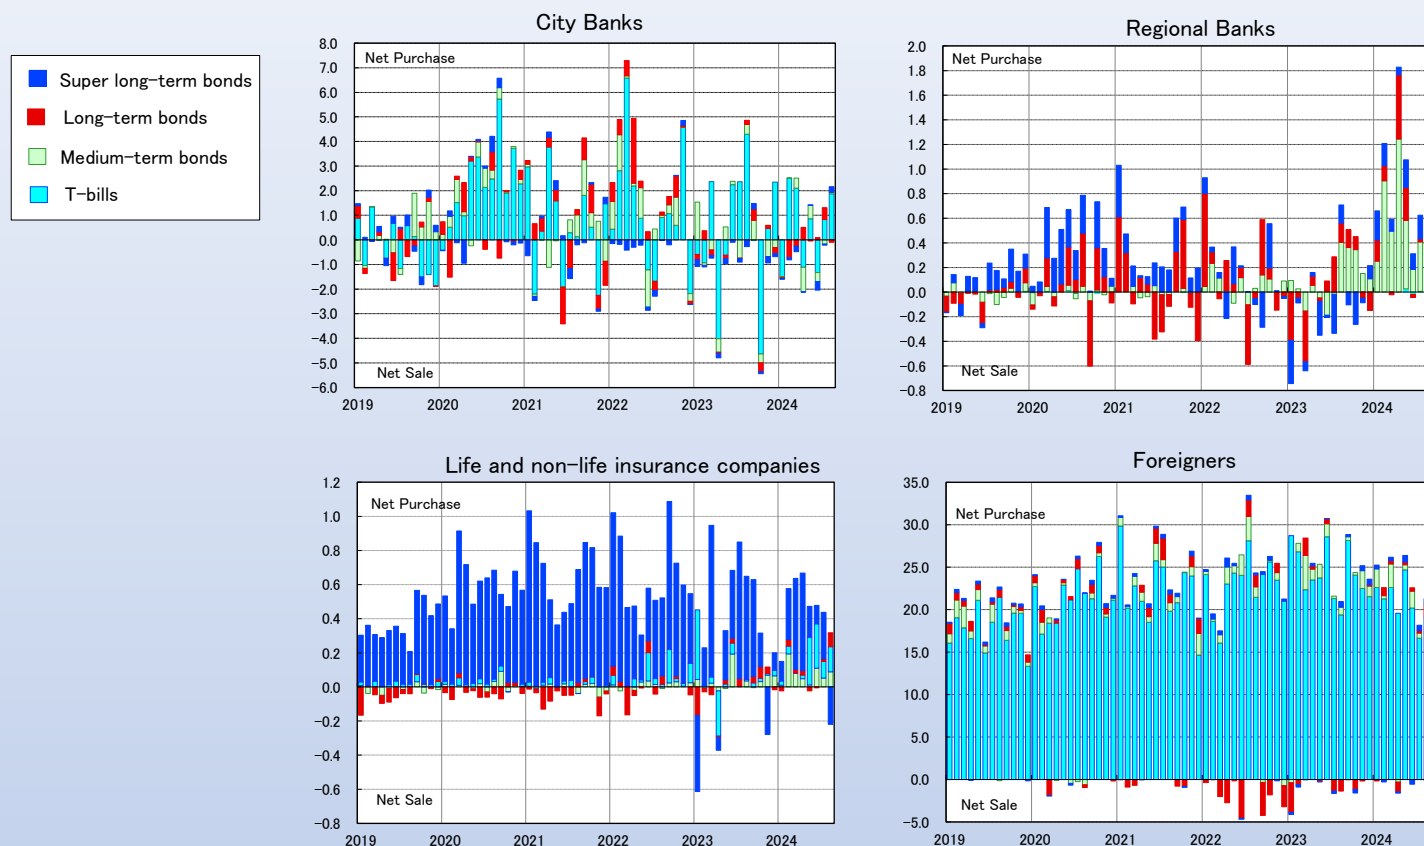 Super long-term bonds
Long-term bonds
Medium-term bonds
T-bills
City Banks
8.0
7.0
6.0
5.0
4.0
3.0
2.0
1.0
0.0
−1.0
−2.0
−3.0
−4.0
−5.0
−6.0
Net Purchase
Net Sale
2019 2020 2021 2022 2023 2024
Regional Banks
2.0
1.8
1.6
1.4
1.2
1.0
0.8
0.6
0.4
0.2
0.0
−0.2
−0.4
−0.6
−0.8
Net Purchase
Net Sale
2019 2020 2021 2022 2023 2024
Life and non-life insurance companies
1.2
1.0
0.8
0.6
0.4
0.2
0.0
−0.2
−0.4
−0.6
−0.8
Net Purchase
Net Sale
2019 2020 2021 2022 2023 2024
Foreigners
35.0
30.0
25.0
20.0
15.0
10.0
5.0
0.0
−5.0
Net Purchase
Net Sale
2019 2020 2021 2022 2023 2024